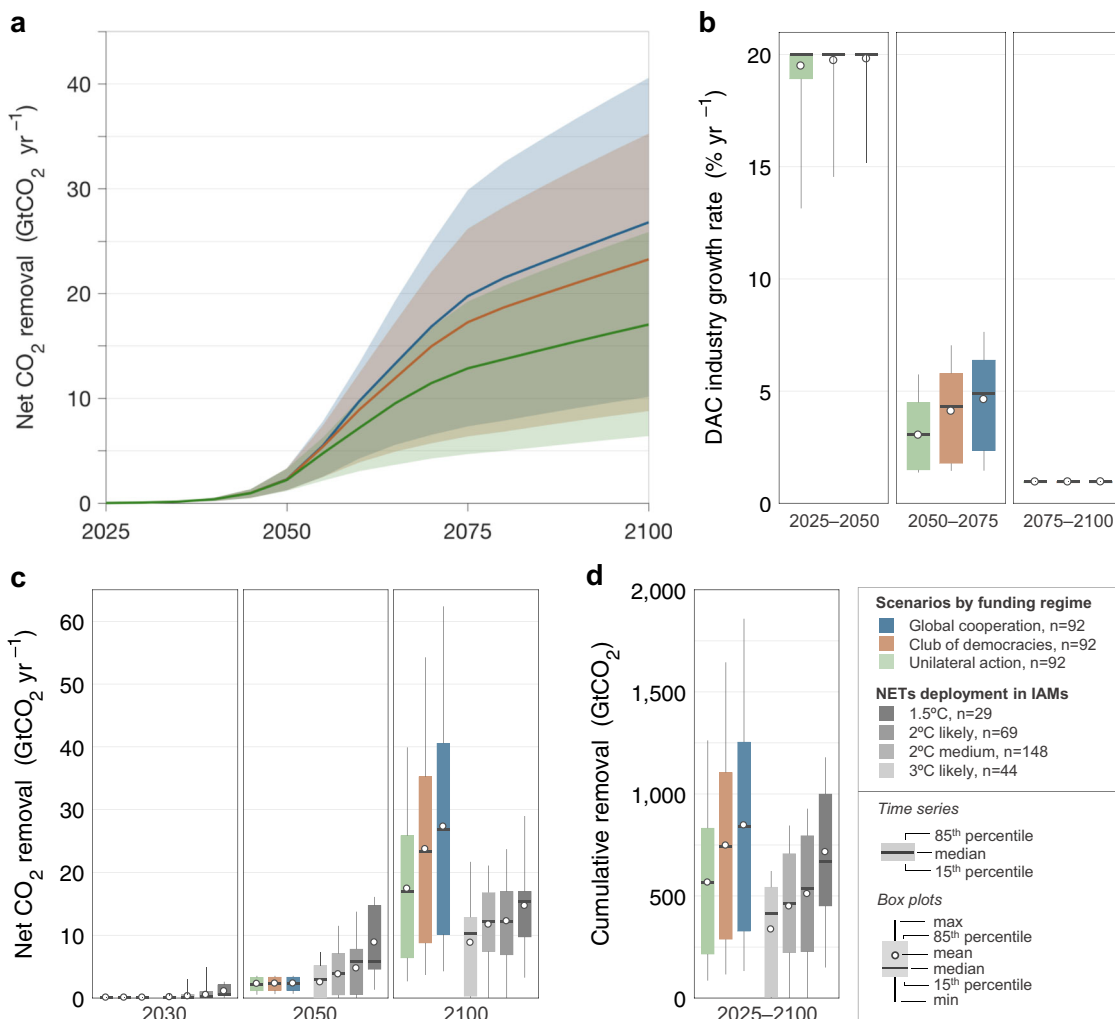 a
Net CO2 removal (GtCO2 yr−1)
40
30
20
10
0
2025
2050
2075
2100
b
DAC industry growth rate (% yr−1)
20
15
10
5
0
2025–2050
2050–2075
2075–2100
c
Net CO2 removal (GtCO2 yr−1)
60
50
40
30
20
10
0
2030
2050
2100
d
Cumulative removal (GtCO2)
2,000
1,500
1,000
500
0
2025–2100
Scenarios by funding regime
Global cooperation, n=92
Club of democracies, n=92
Unilateral action, n=92
NETs deployment in IAMs
1.5ºC, n=29
2ºC likely, n=69
2ºC medium, n=148
3ºC likely, n=44
Time series
85th percentile
median
15th percentile
Box plots
max
85th percentile
mean
median
15th percentile
min